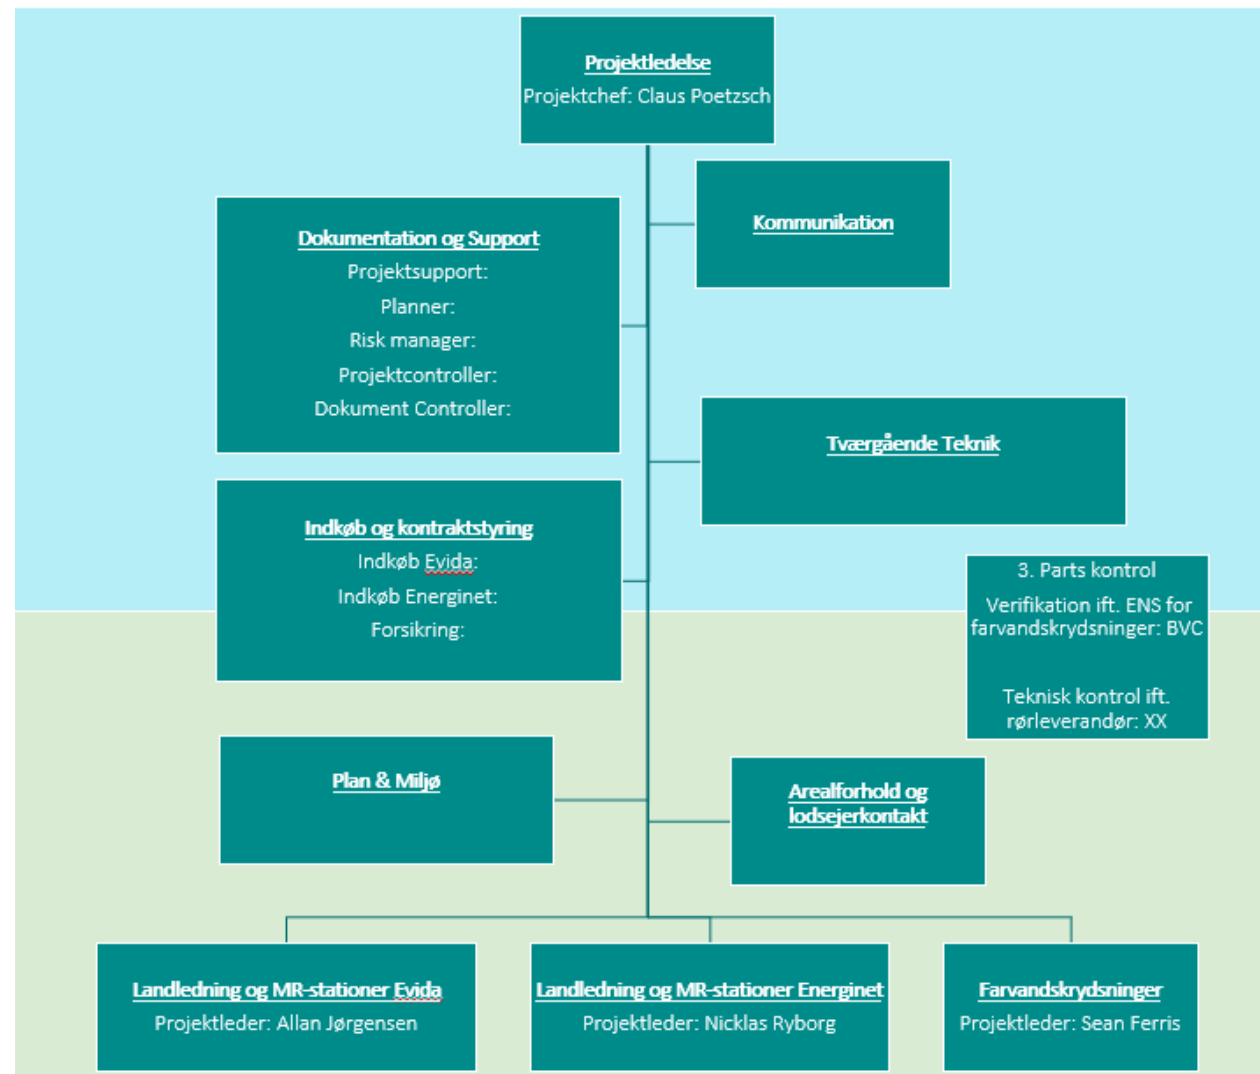 Projektledelse
Projektchef: Claus Poetzsch
Kommunikation
Dokumentation og Support
Projektsupport:
Planner:
Risk manager:
Projektcontroller:
Dokument Controller:
Tværgående Teknik
Indkøb og kontraktstyring
Indkøb Evida:
Indkøb Energinet:
Forsikring:
3. Parts kontrol
Verifikation ift. ENS for
farvandskrydsninger: BVC
Teknisk kontrol ift.
rørleverandør: XX
Plan & Miljø
Arealforhold og
lodsejerkontakt
Landledning og MR-stationer Evida
Projektleder: Allan Jørgensen
Landledning og MR-stationer Energinet
Projektleder: Nicklas Ryborg
Farvandskrydsninger
Projektleder: Sean Ferris